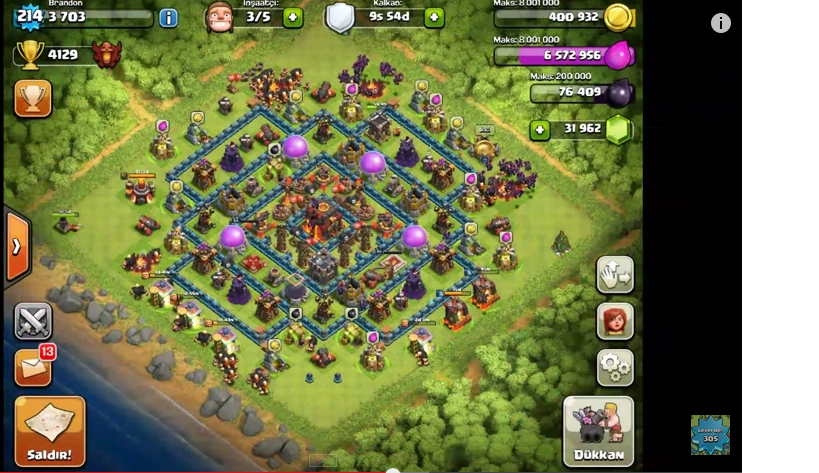 Brandon
İnşaatçı:
Kalkan:
Maks: 8 001 000
214
3 703
3/5
9s 54d
400 932
Maks: 8 001 000
4129
6 572 956
Maks: 200 000
76 409
31 962
13
Saldır!
Dükkan
305